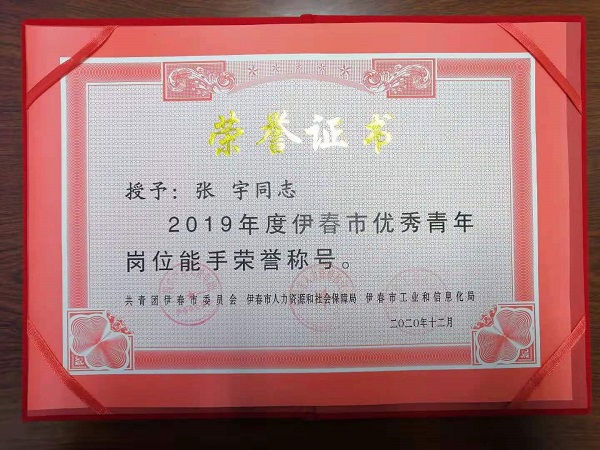 荣誉证书
授予：张 宇同志
2019年度伊春市优秀青年
岗位能手荣誉称号。
共青团伊春市委员会 伊春市人力资源和社会保障局 伊春市工业和信息化局
二〇二〇年十二月